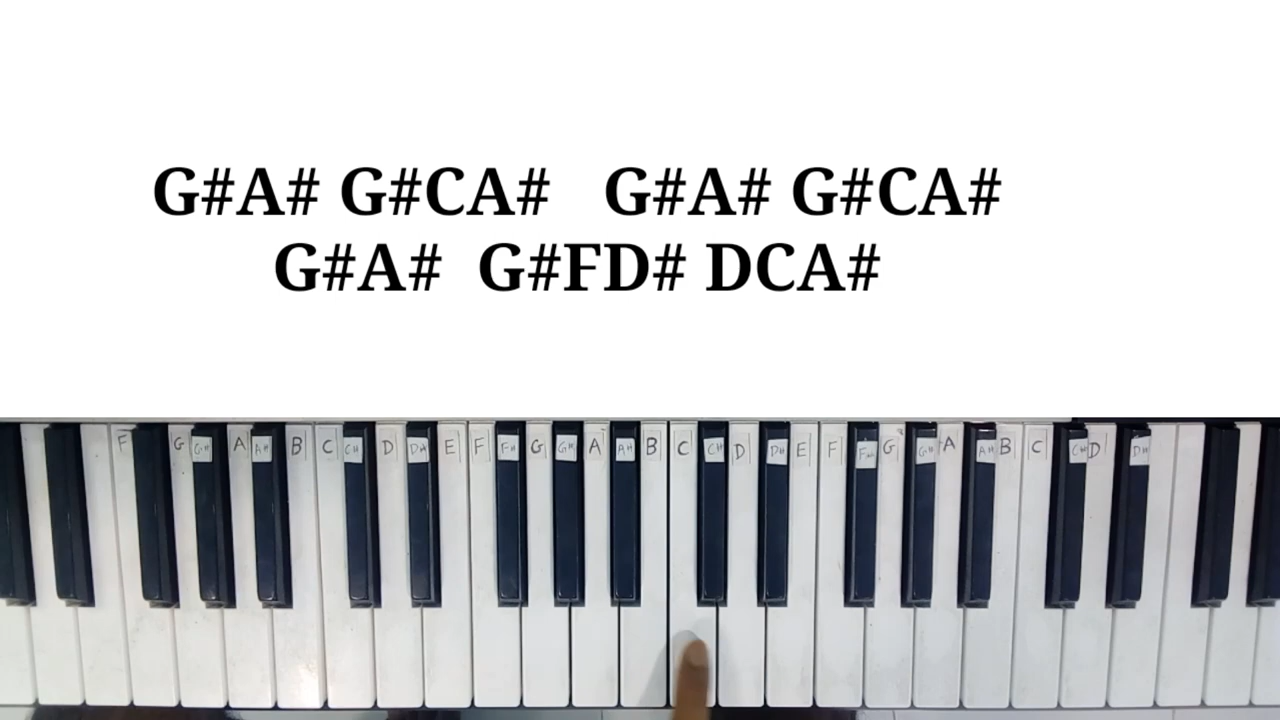 G#A# G#CA# G#A# G#CA#
G#A# G#FD# DCA#
F G G# A A# B C C# D D# E F F# G G# A A# B C C# D D# E F F# G G# A A# B C C# D D#